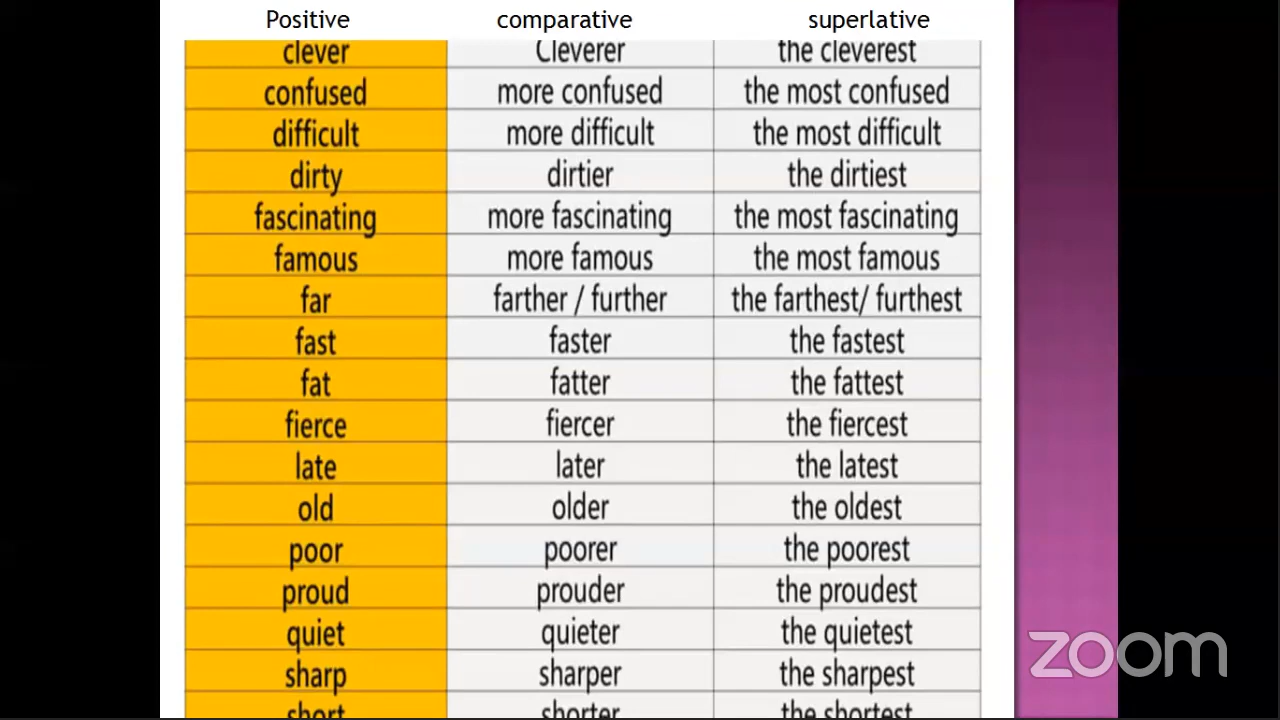 Positive comparative superlative
clever Cleverer the cleverest
confused more confused the most confused
difficult more difficult the most difficult
dirty dirtier the dirtiest
fascinating more fascinating the most fascinating
famous more famous the most famous
far farther / further the farthest/ furthest
fast faster the fastest
fat fatter the fattest
fierce fiercer the fiercest
late later the latest
old older the oldest
poor poorer the poorest
proud prouder the proudest
quiet quieter the quietest
sharp sharper the sharpest
short shorter the shortest
zoom